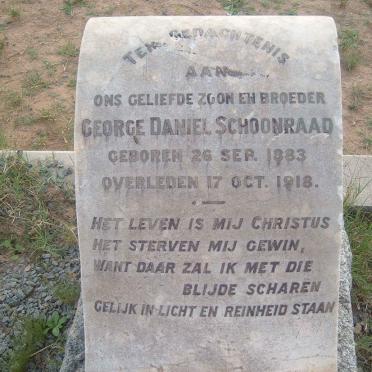 TER GEDACHTENIS
AAN
ONS GELIEFDE ZOON EN BROEDER
GEORGE DANIEL SCHOONRAAD
GEBOREN 26 SEP. 1883
OVERLEDEN 17 OCT. 1918.
HET LEVEN IS MIJ CHRISTUS
HET STERVEN MIJ GEWIN,
WANT DAAR ZAL IK MET DIE
BLIJDE SCHAREN
GELIJK IN LICHT EN REINHEID STAAN